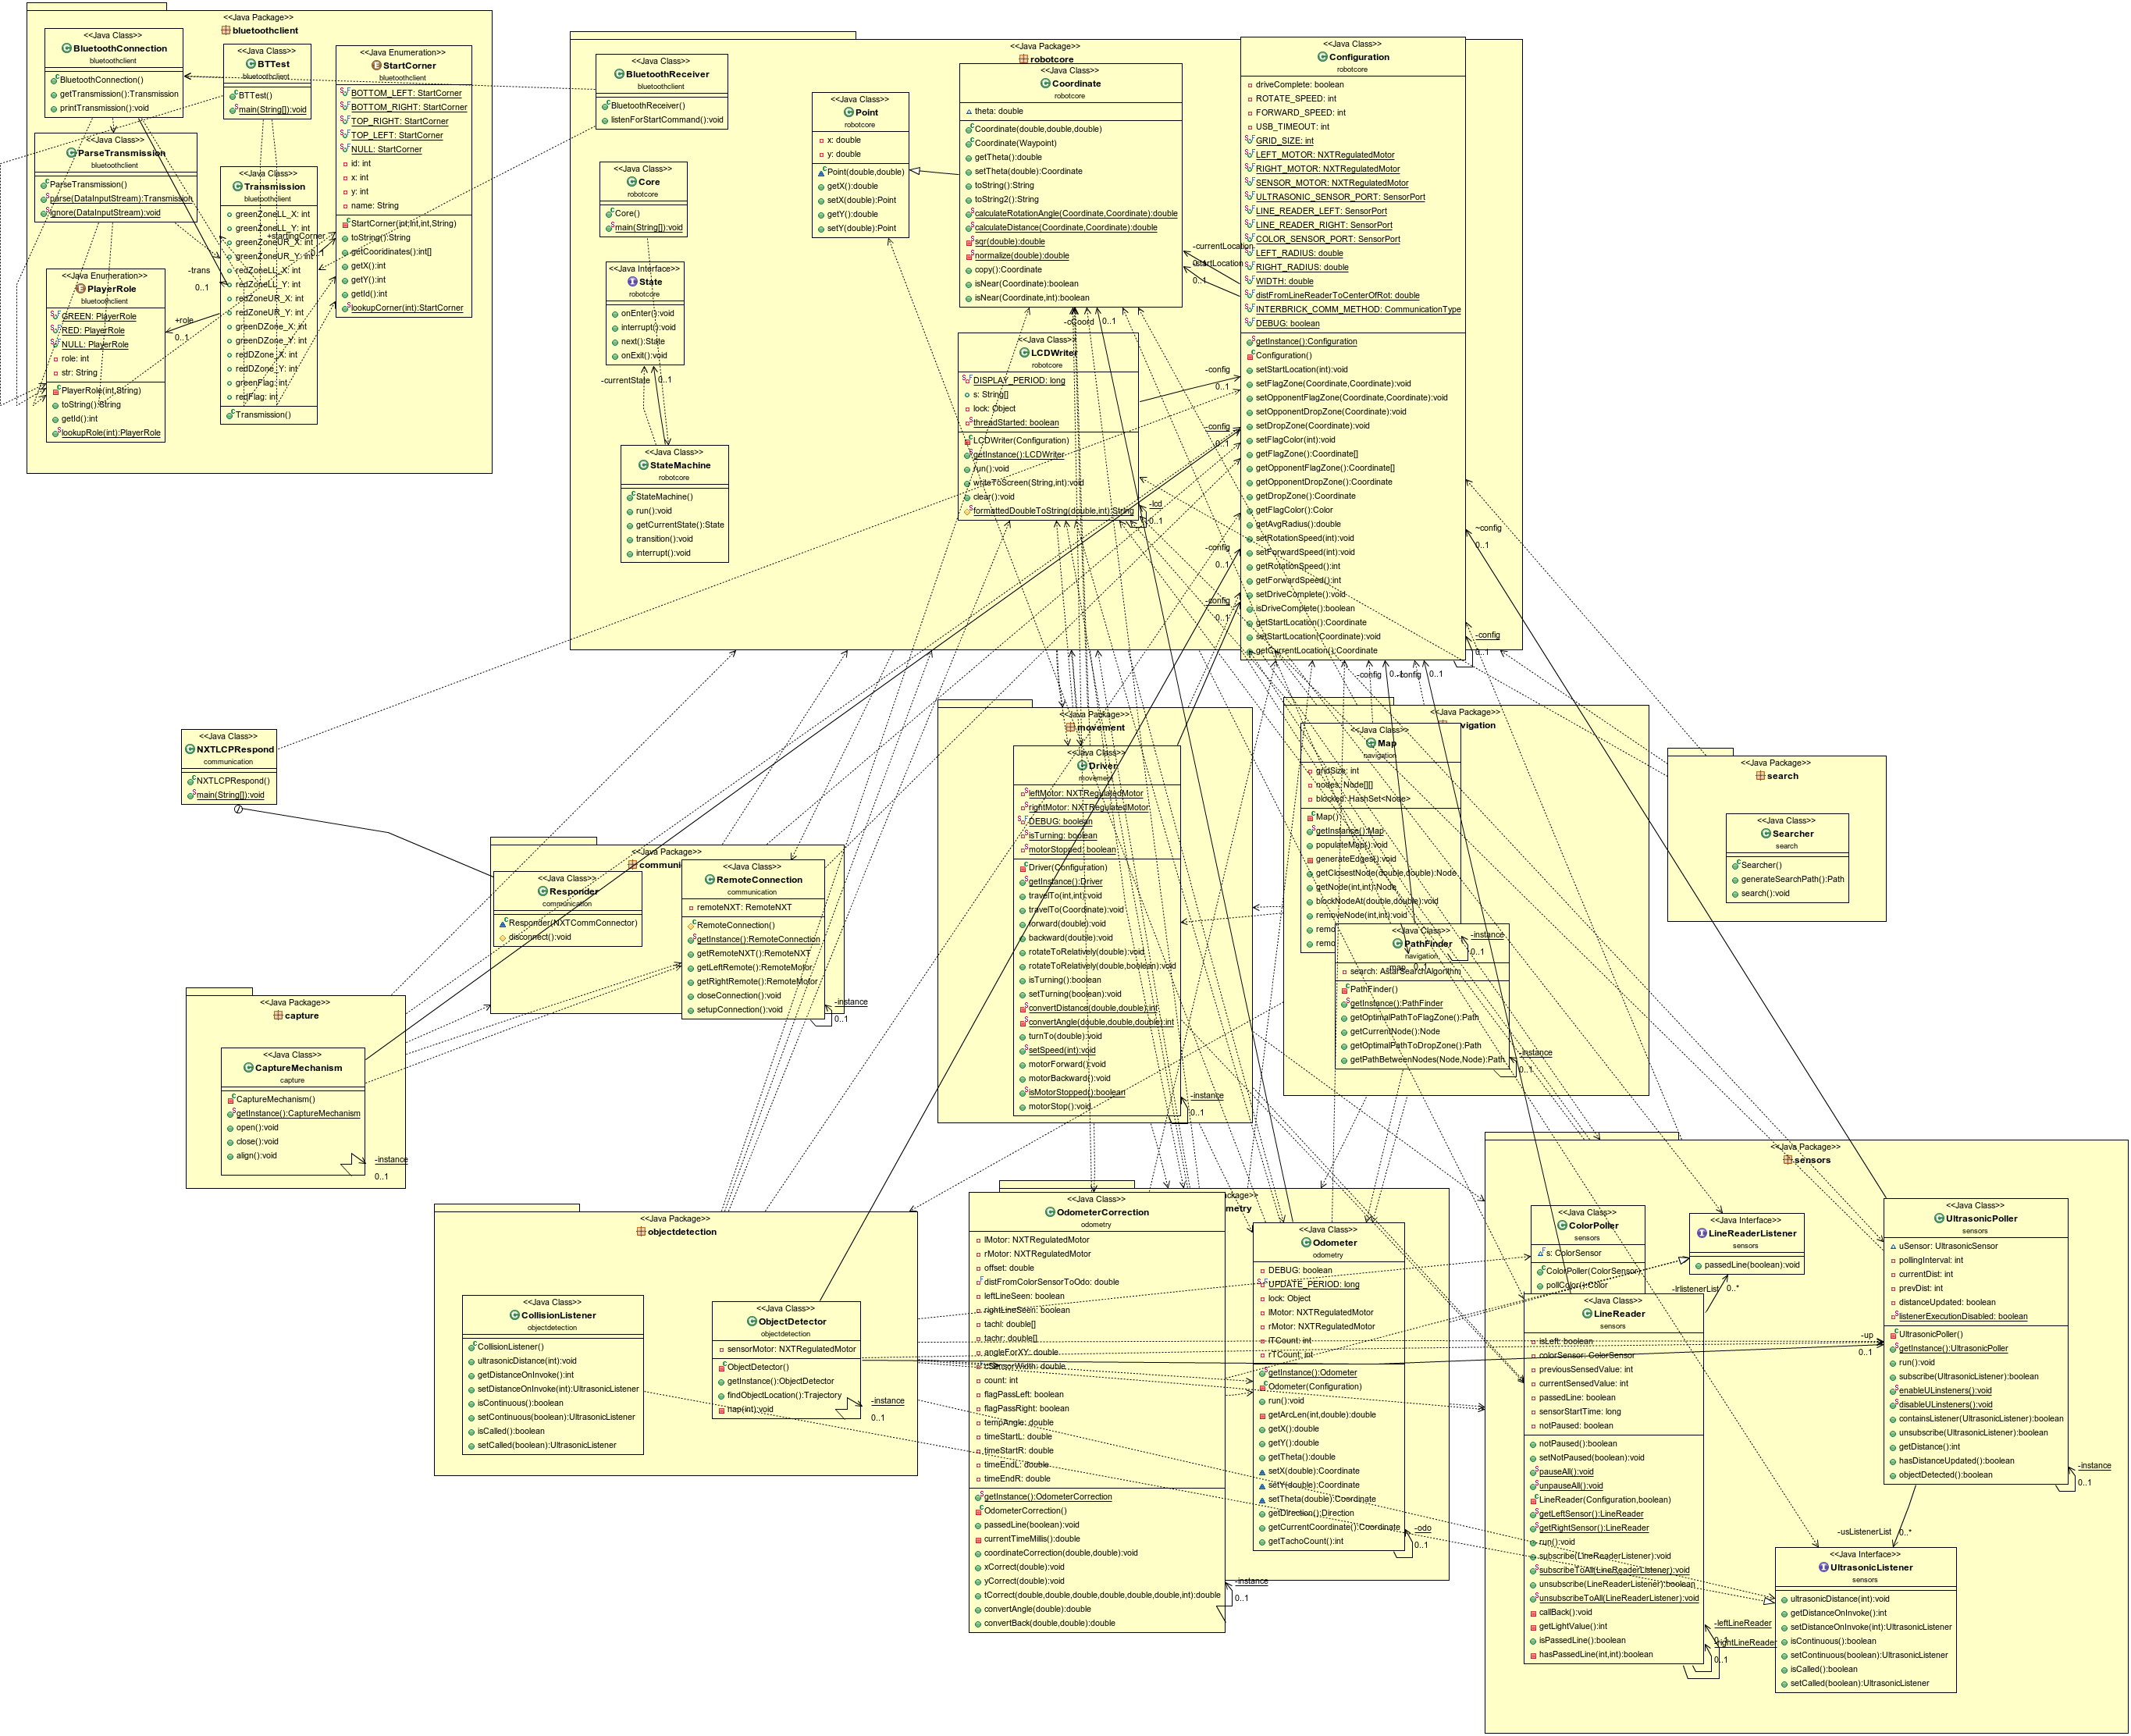 <<Java Package>>
bluetoothclient
<<Java Class>>
BluetoothConnection
bluetoothclient
BluetoothConnection()
getTransmission():Transmission
printTransmission():void
<<Java Class>>
BTTest
bluetoothclient
BTTest()
main(String[]):void
<<Java Enumeration>>
StartCorner
bluetoothclient
BOTTOM_LEFT: StartCorner
BOTTOM_RIGHT: StartCorner
TOP_RIGHT: StartCorner
TOP_LEFT: StartCorner
NULL: StartCorner
id: int
x: int
y: int
name: String
StartCorner(int,int,int,String)
toString():String
getCooridinates():int[]
getX():int
getY():int
getId():int
lookupCorner(int):StartCorner
<<Java Class>>
ParseTransmission
bluetoothclient
ParseTransmission()
parse(DataInputStream):Transmission
ignore(DataInputStream):void
<<Java Class>>
Transmission
bluetoothclient
greenZoneLL_X: int
greenZoneLL_Y: int
greenZoneUR_X: int
greenZoneUR_Y: int
redZoneLL_X: int
redZoneLL_Y: int
redZoneUR_X: int
redZoneUR_Y: int
greenDZone_X: int
greenDZone_Y: int
redDZone_X: int
redDZone_Y: int
greenFlag: int
redFlag: int
Transmission()
+startingCorner
0..1
-trans
0..1
+role
0..1
<<Java Enumeration>>
PlayerRole
bluetoothclient
GREEN: PlayerRole
RED: PlayerRole
NULL: PlayerRole
role: int
str: String
PlayerRole(int,String)
toString():String
getId():int
lookupRole(int):PlayerRole
<<Java Package>>
robotcore
<<Java Class>>
BluetoothReceiver
bluetoothclient
BluetoothReceiver()
listenForStartCommand():void
<<Java Class>>
Core
robotcore
Core()
main(String[]):void
<<Java Interface>>
State
robotcore
onEnter():void
interrupt():void
next():State
onExit():void
-currentState
0..1
<<Java Class>>
StateMachine
robotcore
StateMachine()
run():void
getCurrentState():State
transition():void
interrupt():void
<<Java Class>>
Point
robotcore
x: double
y: double
Point(double,double)
getX():double
setX(double):Point
getY():double
setY(double):Point
<<Java Class>>
Coordinate
robotcore
theta: double
Coordinate(double,double,double)
Coordinate(Waypoint)
getTheta():double
setTheta(double):Coordinate
toString():String
toString2():String
calculateRotationAngle(Coordinate,Coordinate):double
calculateDistance(Coordinate,Coordinate):double
sqr(double):double
normalize(double):double
copy():Coordinate
isNear(Coordinate):boolean
isNear(Coordinate,int):boolean
-currentLocation
-startLocation
0..1
-cCoord
0..1
<<Java Class>>
LCDWriter
robotcore
DISPLAY_PERIOD: long
s: String[]
lock: Object
threadStarted: boolean
LCDWriter(Configuration)
getInstance():LCDWriter
run():void
writeToScreen(String,int):void
clear():void
formattedDoubleToString(double,int):String
-lcd
0..1
-config
0..1
-config
0..1
-config
0..1
-config
0..1
<<Java Class>>
Configuration
robotcore
driveComplete: boolean
ROTATE_SPEED: int
FORWARD_SPEED: int
USB_TIMEOUT: int
GRID_SIZE: int
LEFT_MOTOR: NXTRegulatedMotor
RIGHT_MOTOR: NXTRegulatedMotor
SENSOR_MOTOR: NXTRegulatedMotor
ULTRASONIC_SENSOR_PORT: SensorPort
LINE_READER_LEFT: SensorPort
LINE_READER_RIGHT: SensorPort
COLOR_SENSOR_PORT: SensorPort
LEFT_RADIUS: double
RIGHT_RADIUS: double
WIDTH: double
distFromLineReaderToCenterOfRot: double
INTERBRICK_COMM_METHOD: CommunicationType
DEBUG: boolean
getInstance():Configuration
Configuration()
setStartLocation(int):void
setFlagZone(Coordinate,Coordinate):void
setOpponentFlagZone(Coordinate,Coordinate):void
setOpponentDropZone(Coordinate):void
setDropZone(Coordinate):void
setFlagColor(int):void
getFlagZone():Coordinate[]
getOpponentFlagZone():Coordinate[]
getOpponentDropZone():Coordinate
getDropZone():Coordinate
getFlagColor():Color
getAvgRadius():double
setRotationSpeed(int):void
setForwardSpeed(int):void
getRotationSpeed():int
getForwardSpeed():int
setDriveComplete():void
isDriveComplete():boolean
getStartLocation():Coordinate
setStartLocation(Coordinate):void
getCurrentLocation():Coordinate
~config
0..1
-config
0..1
-config
0..1
-config
0..1
<<Java Class>>
NXTLCPRespond
communication
NXTLCPRespond()
main(String[]):void
<<Java Package>>
communi
<<Java Class>>
Responder
communication
Responder(NXTCommConnector)
disconnect():void
<<Java Class>>
RemoteConnection
communication
remoteNXT: RemoteNXT
RemoteConnection()
getInstance():RemoteConnection
getRemoteNXT():RemoteNXT
getLeftRemote():RemoteMotor
getRightRemote():RemoteMotor
closeConnection():void
setupConnection():void
-instance
0..1
<<Java Package>>
capture
<<Java Class>>
CaptureMechanism
capture
CaptureMechanism()
getInstance():CaptureMechanism
open():void
close():void
align():void
-instance
0..1
<<Java Package>>
movement
<<Java Class>>
Driver
movement
leftMotor: NXTRegulatedMotor
rightMotor: NXTRegulatedMotor
DEBUG: boolean
isTurning: boolean
motorStopped: boolean
Driver(Configuration)
getInstance():Driver
travelTo(int,int):void
travelTo(Coordinate):void
forward(double):void
backward(double):void
rotateToRelatively(double):void
rotateToRelatively(double,boolean):void
isTurning():boolean
setTurning(boolean):void
convertDistance(double,double):int
convertAngle(double,double,double):int
turnTo(double):void
setSpeed(int):void
motorForward():void
motorBackward():void
isMotorStopped():boolean
motorStop():void
-instance
0..1
<<Java Package>>
vigation
<<Java Class>>
Map
navigation
gridSize: int
nodes: Node[][]
blocked: HashSet<Node>
Map()
getInstance():Map
populateMap():void
generateEdges():void
getClosestNode(double,double):Node
getNode(int,int):Node
blockNodeAt(double,double):void
removeNode(int,int):void
remo
remo
-instance
0..1
-map
0..1
<<Java Class>>
PathFinder
navigation
search: AstarSearchAlgorithm
PathFinder()
getInstance():PathFinder
getOptimalPathToFlagZone():Path
getCurrentNode():Node
getOptimalPathToDropZone():Path
getPathBetweenNodes(Node,Node):Path
-instance
0..1
<<Java Package>>
search
<<Java Class>>
Searcher
search
Searcher()
generateSearchPath():Path
search():void
<<Java Package>>
objectdetection
<<Java Class>>
CollisionListener
objectdetection
CollisionListener()
ultrasonicDistance(int):void
getDistanceOnInvoke():int
setDistanceOnInvoke(int):UltrasonicListener
isContinuous():boolean
setContinuous(boolean):UltrasonicListener
isCalled():boolean
setCalled(boolean):UltrasonicListener
<<Java Class>>
ObjectDetector
objectdetection
sensorMotor: NXTRegulatedMotor
ObjectDetector()
getInstance():ObjectDetector
findObjectLocation():Trajectory
nap(int):void
-instance
0..1
Package>>
metry
<<Java Class>>
OdometerCorrection
odometry
lMotor: NXTRegulatedMotor
rMotor: NXTRegulatedMotor
offset: double
distFromColorSensorToOdo: double
leftLineSeen: boolean
rightLineSeen: boolean
tachl: double[]
tachr: double[]
angleForXY: double
cSensorWidth: double
count: int
flagPassLeft: boolean
flagPassRight: boolean
tempAngle: double
timeStartL: double
timeStartR: double
timeEndL: double
timeEndR: double
getInstance():OdometerCorrection
OdometerCorrection()
passedLine(boolean):void
currentTimeMillis():double
coordinateCorrection(double,double):void
xCorrect(double):void
yCorrect(double):void
tCorrect(double,double,double,double,double,double,int):double
convertAngle(double):double
convertBack(double,double):double
-instance
0..1
<<Java Class>>
Odometer
odometry
DEBUG: boolean
UPDATE_PERIOD: long
lock: Object
lMotor: NXTRegulatedMotor
rMotor: NXTRegulatedMotor
lTCount: int
rTCount: int
getInstance():Odometer
Odometer(Configuration)
run():void
getArcLen(int,double):double
getX():double
getY():double
getTheta():double
setX(double):Coordinate
setY(double):Coordinate
setTheta(double):Coordinate
getDirection():Direction
getCurrentCoordinate():Coordinate
getTachoCount():int
-odo
0..1
<<Java Package>>
sensors
<<Java Class>>
ColorPoller
sensors
s: ColorSensor
ColorPoller(ColorSensor)
pollColor():Color
<<Java Interface>>
LineReaderListener
sensors
passedLine(boolean):void
-lrlistenerList
0..*
<<Java Class>>
LineReader
sensors
isLeft: boolean
colorSensor: ColorSensor
previousSensedValue: int
currentSensedValue: int
passedLine: boolean
sensorStartTime: long
notPaused: boolean
notPaused():boolean
setNotPaused(boolean):void
pauseAll():void
unpauseAll():void
LineReader(Configuration,boolean)
getLeftSensor():LineReader
getRightSensor():LineReader
run():void
subscribe(LineReaderListener):void
subscribeToAll(LineReaderListener):void
unsubscribe(LineReaderListener):boolean
unsubscribeToAll(LineReaderListener):void
callBack():void
getLightValue():int
isPassedLine():boolean
hasPassedLine(int,int):boolean
-leftLineReader
-rightLineReader
0..1
<<Java Class>>
UltrasonicPoller
sensors
uSensor: UltrasonicSensor
pollingInterval: int
currentDist: int
prevDist: int
distanceUpdated: boolean
listenerExecutionDisabled: boolean
UltrasonicPoller()
getInstance():UltrasonicPoller
run():void
subscribe(UltrasonicListener):boolean
enableULinsteners():void
disableULinsteners():void
containsListener(UltrasonicListener):boolean
unsubscribe(UltrasonicListener):boolean
getDistance():int
hasDistanceUpdated():boolean
objectDetected():boolean
-up
0..1
-instance
0..1
-usListenerList
0..*
<<Java Interface>>
UltrasonicListener
sensors
ultrasonicDistance(int):void
getDistanceOnInvoke():int
setDistanceOnInvoke(int):UltrasonicListener
isContinuous():boolean
setContinuous(boolean):UltrasonicListener
isCalled():boolean
setCalled(boolean):UltrasonicListener